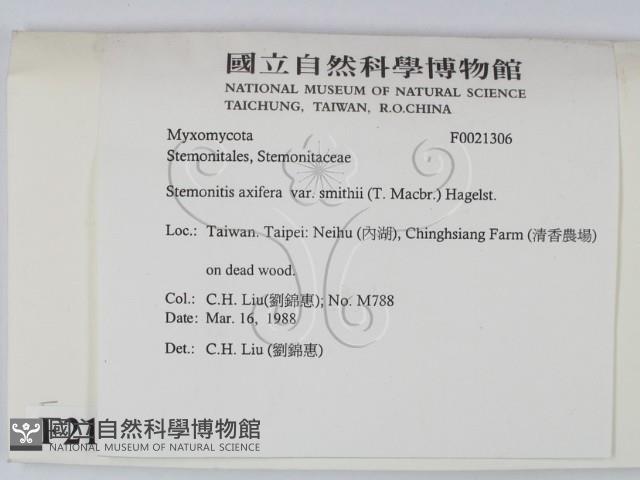 國立自然科學博物館
NATIONAL MUSEUM OF NATURAL SCIENCE
TAICHUNG, TAIWAN, R.O.CHINA
Myxomycota F0021306
Stemonitales, Stemonitaceae
Stemonitis axifera var. smithii (T. Macbr.) Hagelst.
Loc.: Taiwan. Taipei: Neihu (內湖), Chinghsiang Farm (清香農場)
on dead wood.
Col.: C.H. Liu(劉錦惠); No. M788
Date: Mar. 16, 1988
Det.: C.H. Liu (劉錦惠)
國立自然科學博物館
NATIONAL MUSEUM OF NATURAL SCIENCE